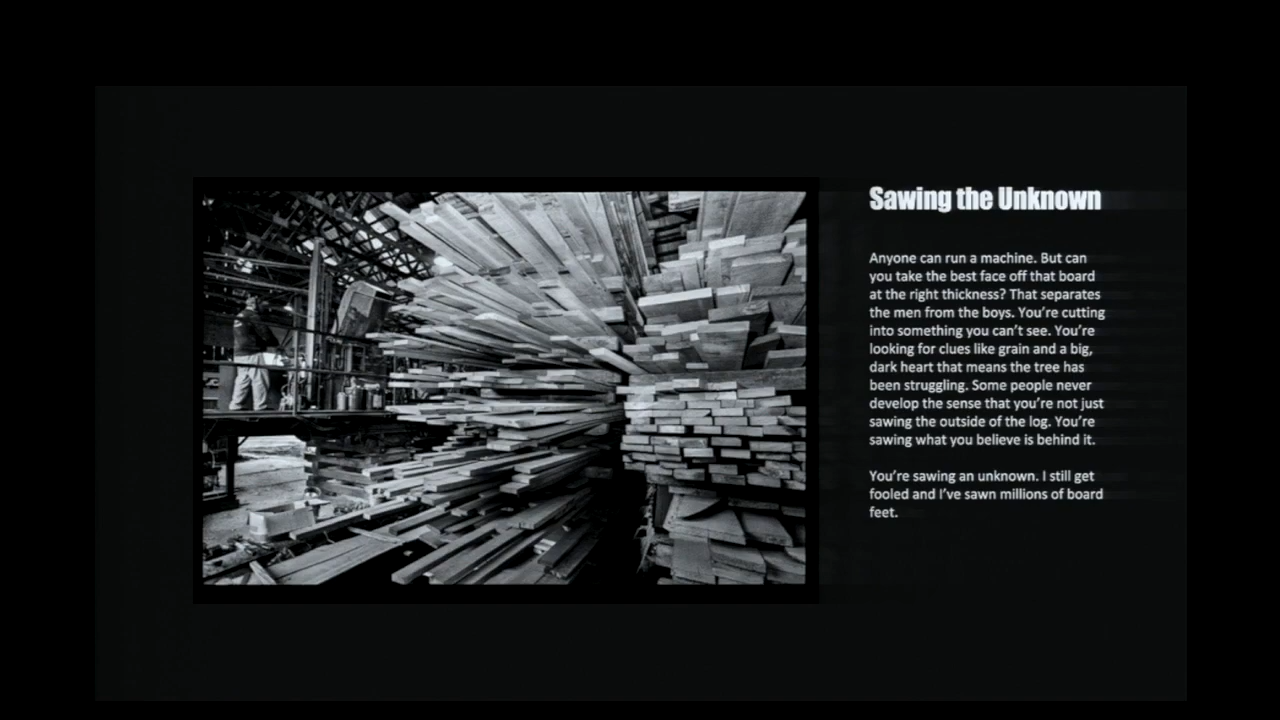 Sawing the Unknown
Anyone can run a machine. But can
you take the best face off that board
at the right thickness? That separates
the men from the boys. You're cutting
into something you can't see. You're
looking for clues like grain and a big,
dark heart that means the tree has
been struggling. Some people never
develop the sense that you're not just
sawing the outside of the log. You're
sawing what you believe is behind it.
You're sawing an unknown. I still get
fooled and I've sawn millions of board
feet.